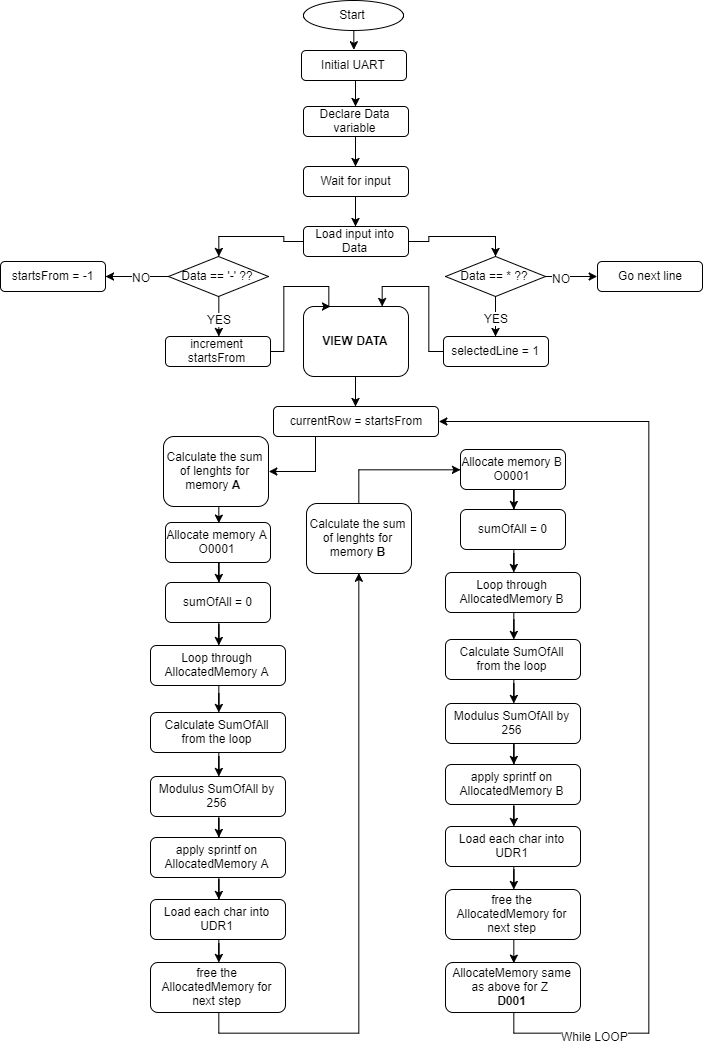 Start
Initial UART
Declare Data
variable
Wait for input
Load input into
Data
startsFrom = -1
NO
Data == '-' ??
Data == * ??
NO
Go next line
YES
YES
increment
startsFrom
VIEW DATA
selectedLine = 1
currentRow = startsFrom
Calculate the sum
of lenghts for
memory A
Allocate memory A
O0001
sumOfAll = 0
Loop through
AllocatedMemory A
Calculate SumOfAll
from the loop
Modulus SumOfAll by
256
apply sprintf on
AllocatedMemory A
Load each char into
UDR1
free the
AllocatedMemory for
next step
Calculate the sum
of lenghts for
memory B
Allocate memory B
O0001
sumOfAll = 0
Loop through
AllocatedMemory B
Calculate SumOfAll
from the loop
Modulus SumOfAll by
256
apply sprintf on
AllocatedMemory B
Load each char into
UDR1
free the
AllocatedMemory for
next step
AllocateMemory same
as above for Z
D001
While LOOP